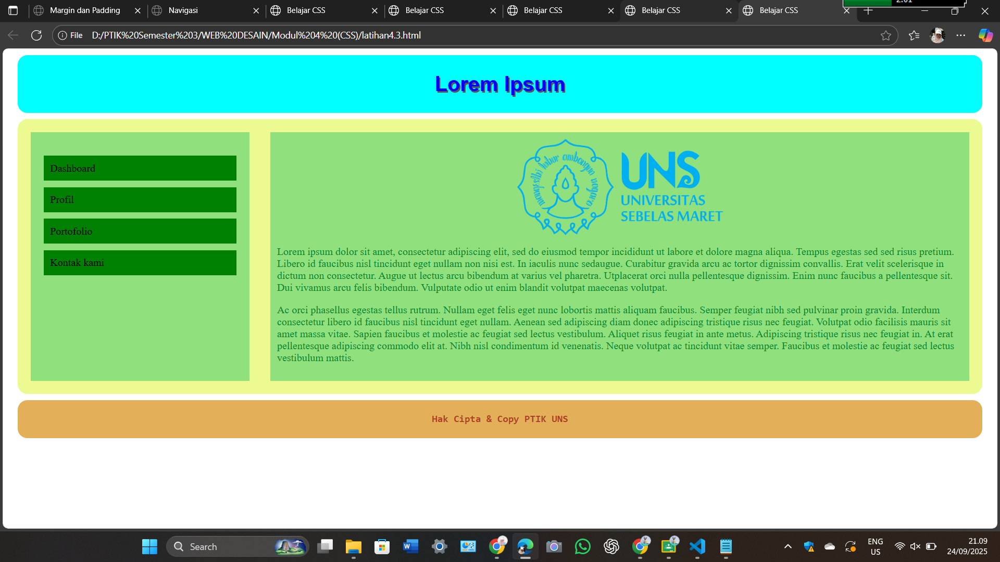 Margin dan Padding
Navigasi
Belajar CSS
Belajar CSS
Belajar CSS
Belajar CSS
Belajar CSS
2:01
File
D:/PTIK%20Semester%203/WEB%20DESAIN/Modul%204%20(CSS)/latihan4.3.html
Lorem Ipsum
Dashboard
Profil
Portofolio
Kontak kami
mangesthi luhur ambangun nagara
UNS
UNIVERSITAS
SEBELAS MARET
Lorem ipsum dolor sit amet, consectetur adipiscing elit, sed do eiusmod tempor incididunt ut labore et dolore magna aliqua. Tempus egestas sed sed risus pretium.
Libero id faucibus nisl tincidunt eget nullam non nisi est. In iaculis nunc sedaugue. Curabitur gravida arcu ac tortor dignissim convallis. Erat velit scelerisque in
dictum non consectetur. Augue ut lectus arcu bibendum at varius vel pharetra. Utplacerat orci nulla pellentesque dignissim. Enim nunc faucibus a pellentesque sit.
Dui vivamus arcu felis bibendum. Vulputate odio ut enim blandit volutpat maecenas volutpat.
Ac orci phasellus egestas tellus rutrum. Nullam eget felis eget nunc lobortis mattis aliquam faucibus. Semper feugiat nibh sed pulvinar proin gravida. Interdum
consectetur libero id faucibus nisl tincidunt eget nullam. Aenean sed adipiscing diam donec adipiscing tristique risus nec feugiat. Volutpat odio facilisis mauris sit
amet massa vitae. Sapien faucibus et molestie ac feugiat sed lectus vestibulum. Aliquet risus feugiat in ante metus. Adipiscing tristique risus nec feugiat in. At erat
pellentesque adipiscing commodo elit at. Nibh nisl condimentum id venenatis. Neque volutpat ac tincidunt vitae semper. Faucibus et molestie ac feugiat sed lectus
vestibulum mattis.
Hak Cipta & Copy PTIK UNS
Search
ENG
US
21.09
24/09/2025